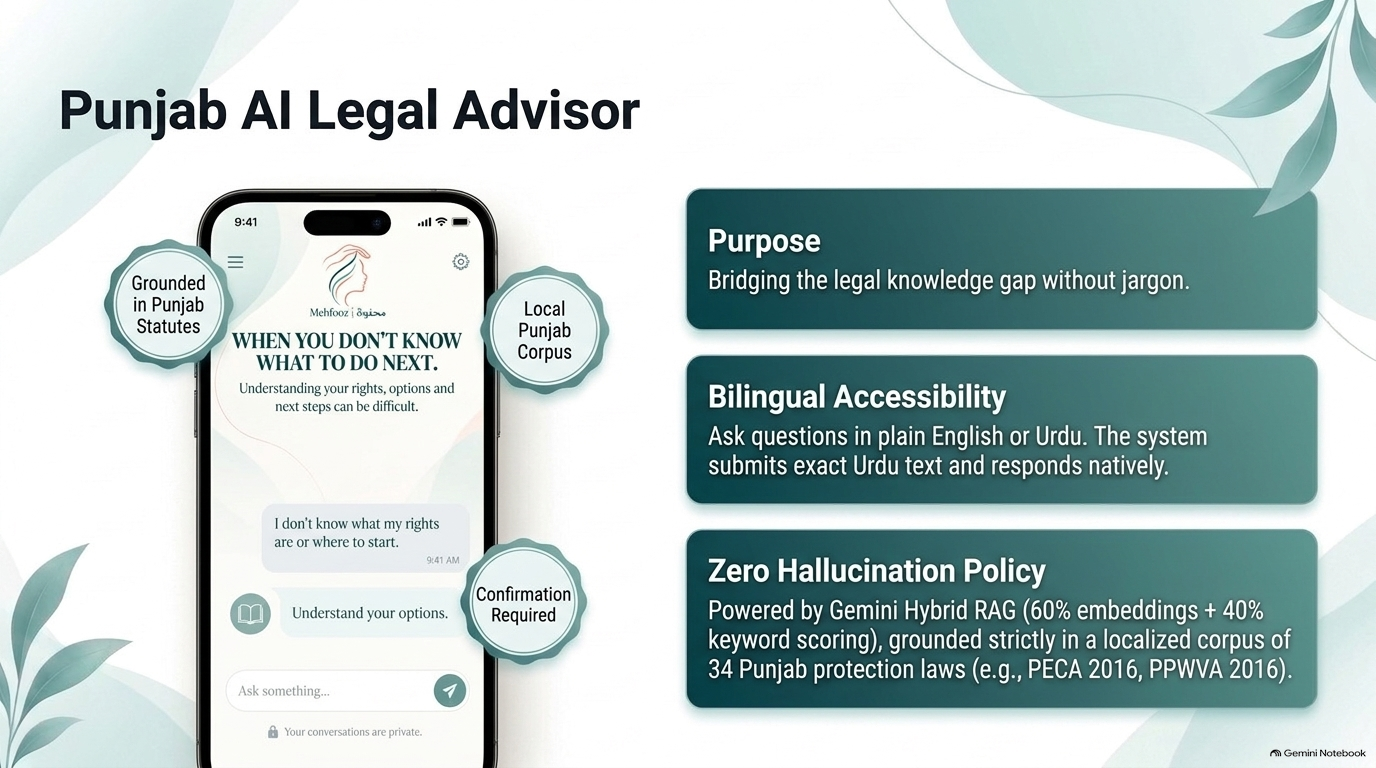 Punjab AI Legal Advisor
9:41
Grounded
in Punjab
Statutes
Mehfooz | محفوظ
Local
Punjab
Corpus
WHEN YOU DON'T KNOW
WHAT TO DO NEXT.
Understanding your rights, options and
next steps can be difficult.
I don't know what my rights
are or where to start.
9:41 AM
Confirmation
Required
Understand your options.
Ask something...
Your conversations are private.
Purpose
Bridging the legal knowledge gap without jargon.
Bilingual Accessibility
Ask questions in plain English or Urdu. The system
submits exact Urdu text and responds natively.
Zero Hallucination Policy
Powered by Gemini Hybrid RAG (60% embeddings + 40%
keyword scoring), grounded strictly in a localized corpus of
34 Punjab protection laws (e.g., PECA 2016, PPWVA 2016).
Gemini Notebook